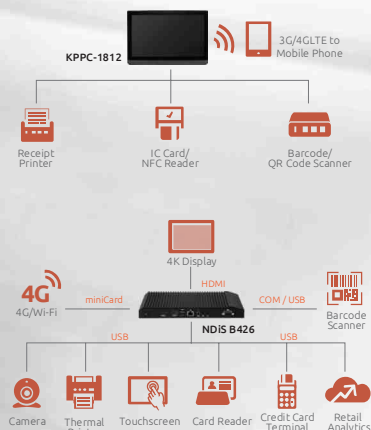 KPPC-1812
3G/4GLTE to
Mobile Phone
Receipt
Printer
IC Card/
NFC Reader
Barcode/
QR Code Scanner
4K Display
HDMI
4G
4G/Wi-Fi
miniCard
COM / USB
Barcode
Scanner
NDiS B426
USB
USB
Camera
Thermal
Touchscreen
Card Reader
Credit Card
Terminal
Retail
Analytics